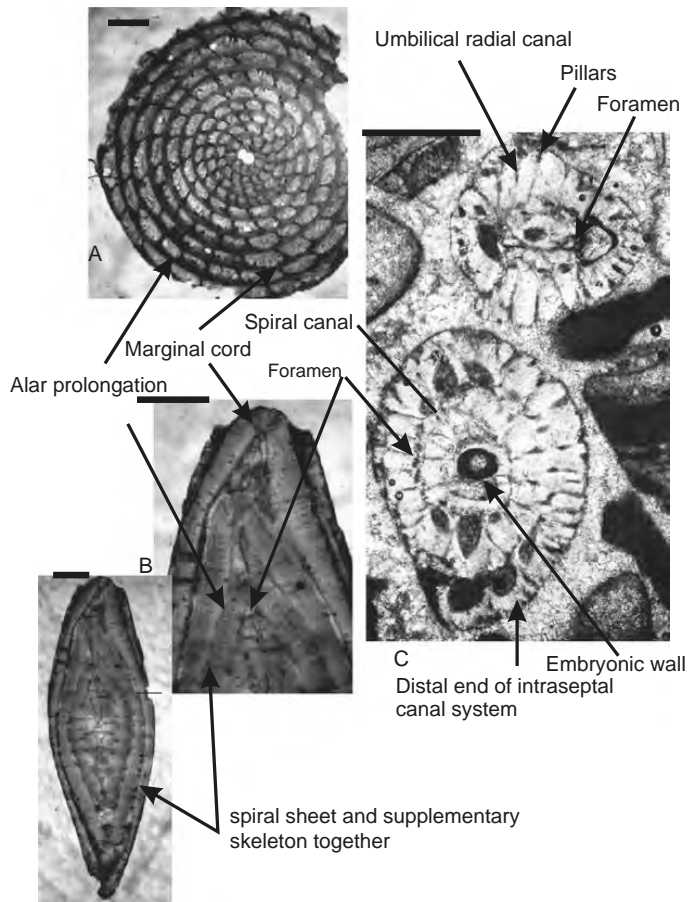 Umbilical radial canal
Pillars
Foramen
A
Spiral canal
Marginal cord
Foramen
Alar prolongation
B
C
Embryonic wall
Distal end of intraseptal
canal system
spiral sheet and supplementary
skeleton together